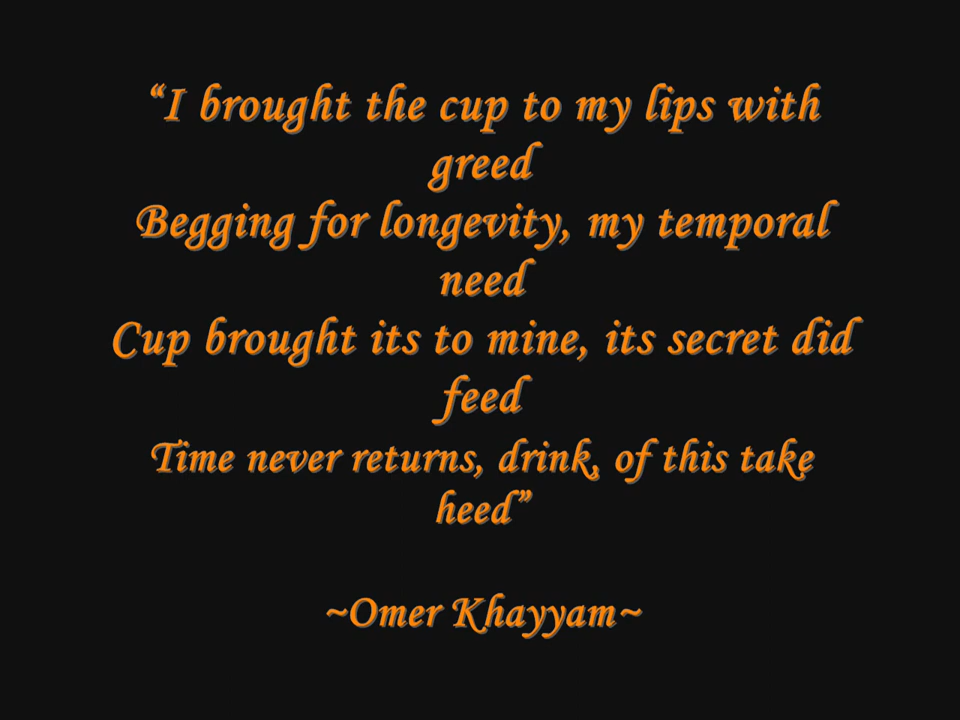 “I brought the cup to my lips with
greed
Begging for longevity, my temporal
need
Cup brought its to mine, its secret did
feed
Time never returns, drink, of this take
heed”
~Omer Khayyam~